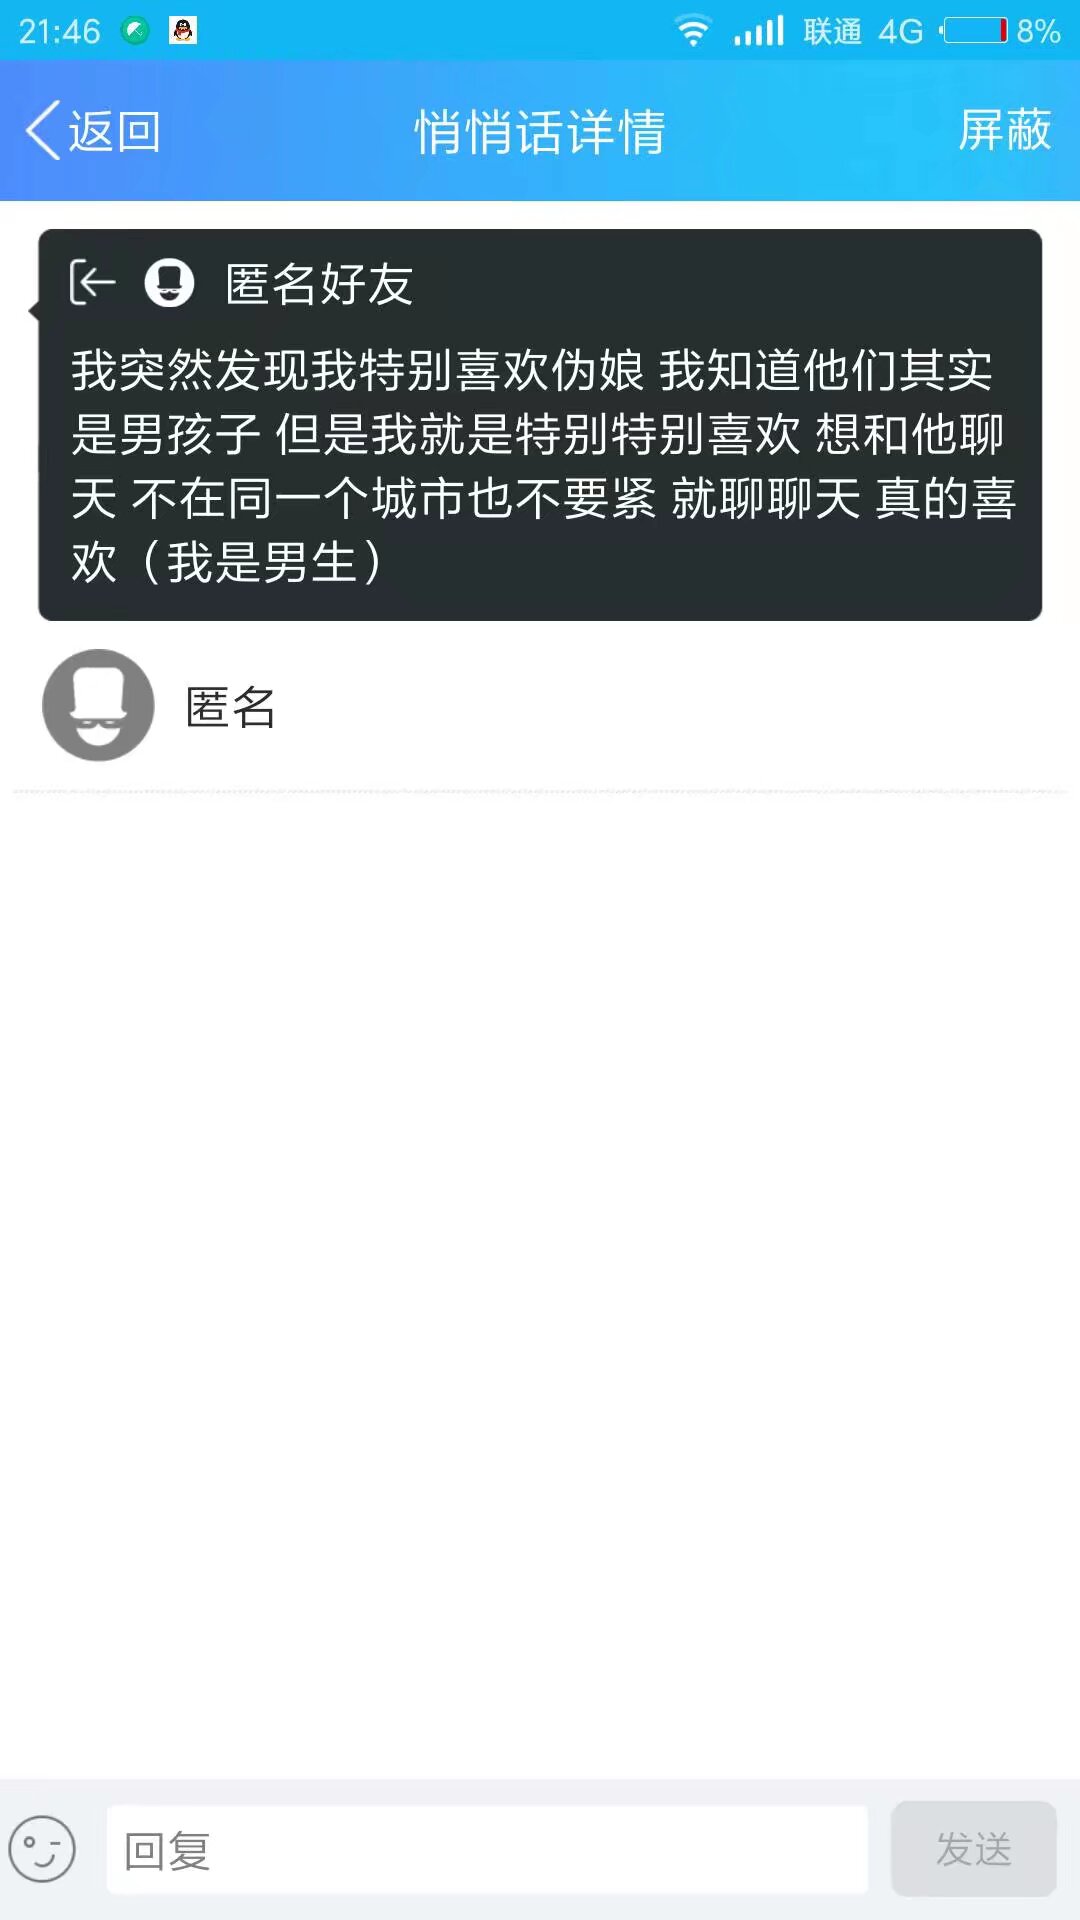 21:46 联通 4G 8%
返回 悄悄话详情 屏蔽
匿名好友
我突然发现我特别喜欢伪娘 我知道他们其实
是男孩子 但是我就是特别特别喜欢 想和他聊
天 不在同一个城市也不要紧 就聊聊天 真的喜
欢（我是男生）
匿名
回复 发送